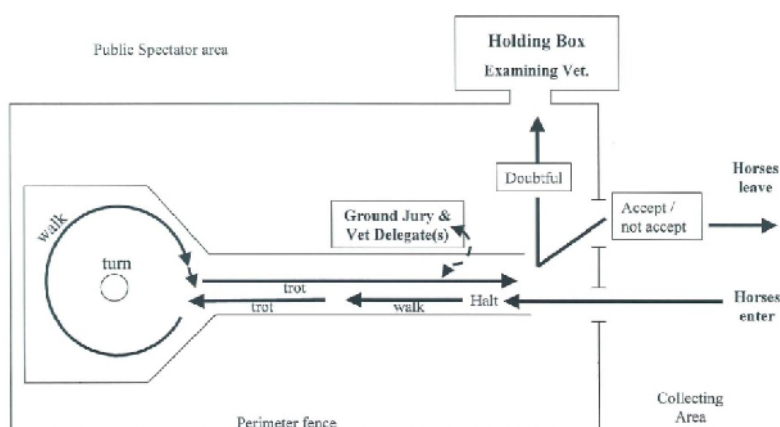 Public Spectator area
Holding Box
Examining Vet.
Doubtful
Horses
leave
Accept /
not accept
Ground Jury &
Vet Delegate(s)
walk
turn
trot
trot
walk
Halt
Horses
enter
Collecting
Area
Perimeter fence